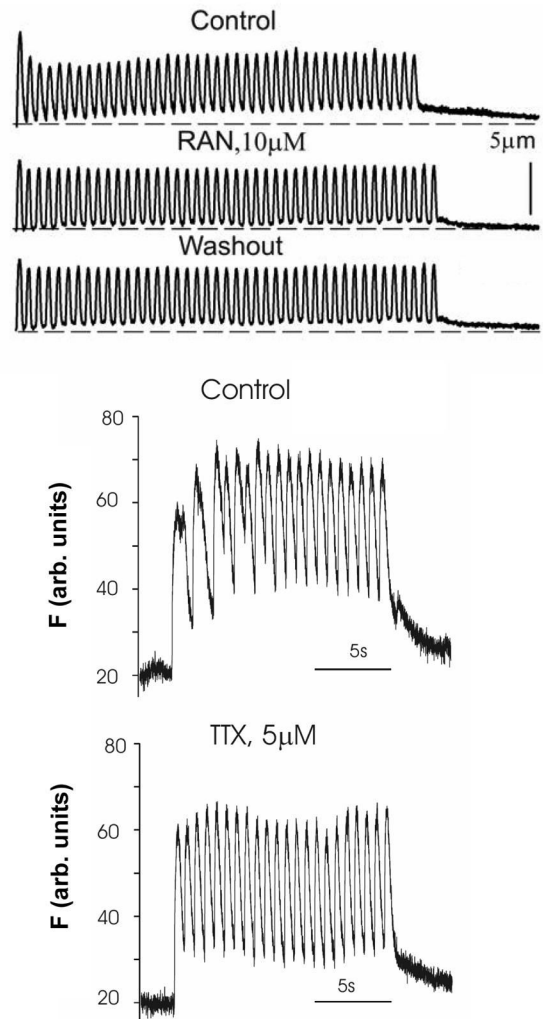 Control
RAN,10μM
5μm
Washout
Control
80
60
40
20
F (arb. units)
5s
TTX, 5μM
80
60
40
20
F (arb. units)
5s